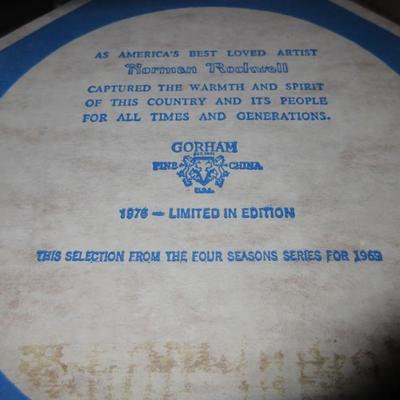 AS AMERICA'S BEST LOVED ARTIST
Norman Rockwell
CAPTURED THE WARMTH AND SPIRIT
OF THIS COUNTRY AND ITS PEOPLE
FOR ALL TIMES AND GENERATIONS.
GORHAM
FINE CHINA
U.S.A.
1976 — LIMITED IN EDITION
THIS SELECTION FROM THE FOUR SEASONS SERIES FOR 1969